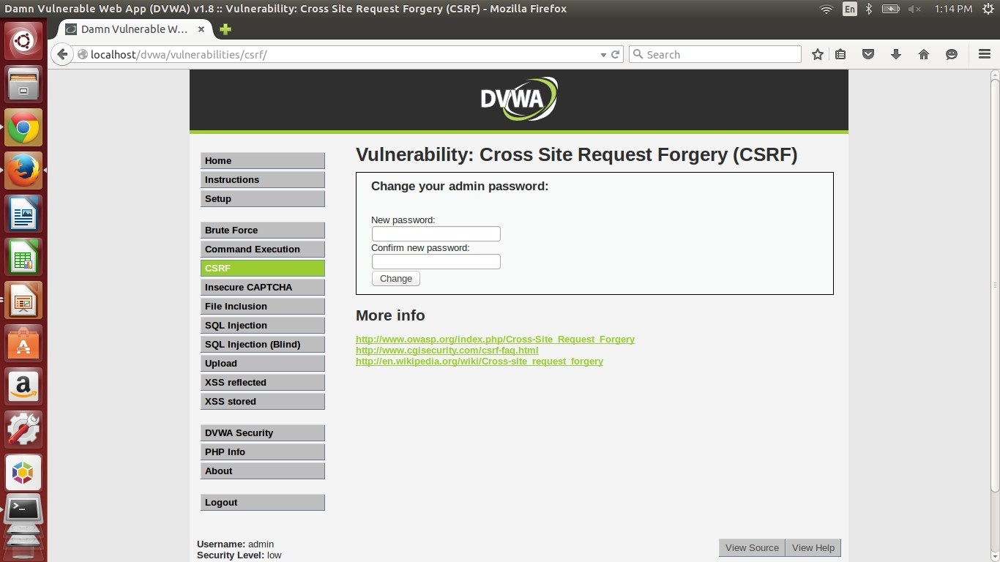 Damn Vulnerable Web App (DVWA) v1.8 :: Vulnerability: Cross Site Request Forgery (CSRF) - Mozilla Firefox
En
1:14 PM
Damn Vulnerable W...
localhost/dvwa/vulnerabilities/csrf/
Search
DVWA
Home
Instructions
Setup
Brute Force
Command Execution
CSRF
Insecure CAPTCHA
File Inclusion
SQL Injection
SQL Injection (Blind)
Upload
XSS reflected
XSS stored
DVWA Security
PHP Info
About
Logout
Vulnerability: Cross Site Request Forgery (CSRF)
Change your admin password:
New password:
Confirm new password:
Change
More info
http://www.owasp.org/index.php/Cross-Site_Request_Forgery
http://www.cgisecurity.com/csrf-faq.html
http://en.wikipedia.org/wiki/Cross-site_request_forgery
Username: admin
Security Level: low
View Source
View Help